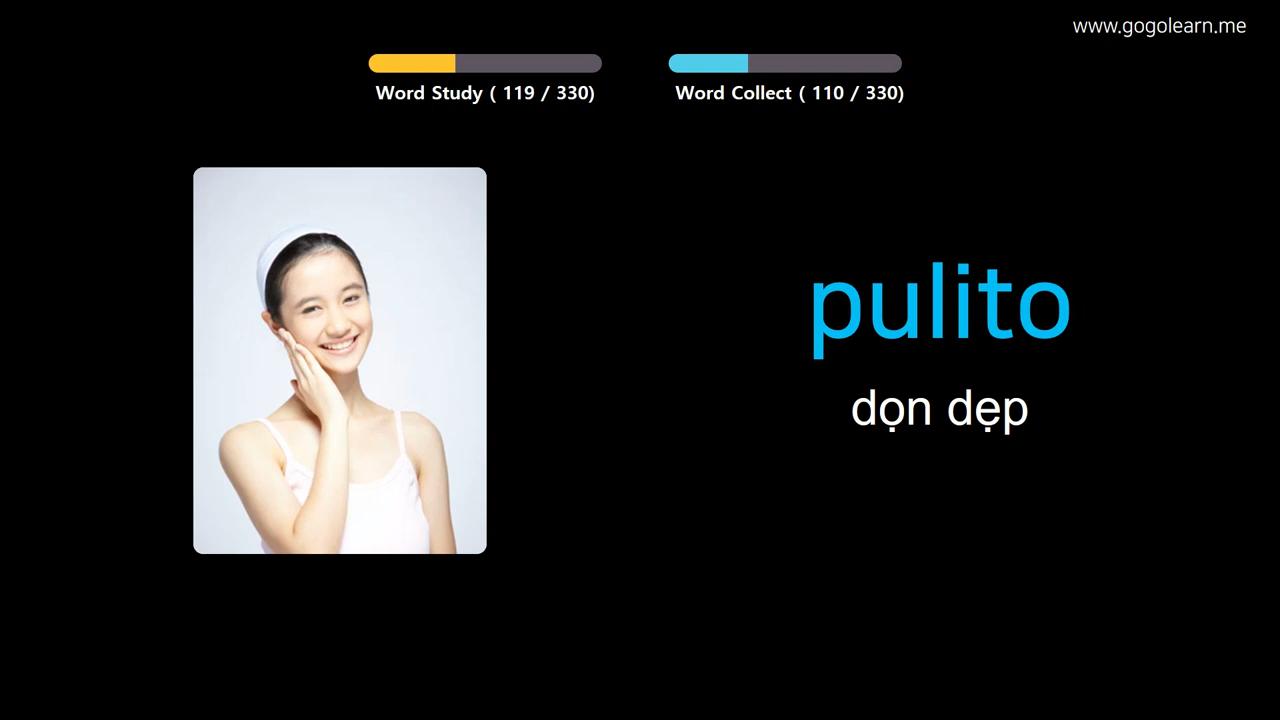 www.gogolearn.me
Word Study ( 119 / 330)
Word Collect ( 110 / 330)
pulito
dọn dẹp